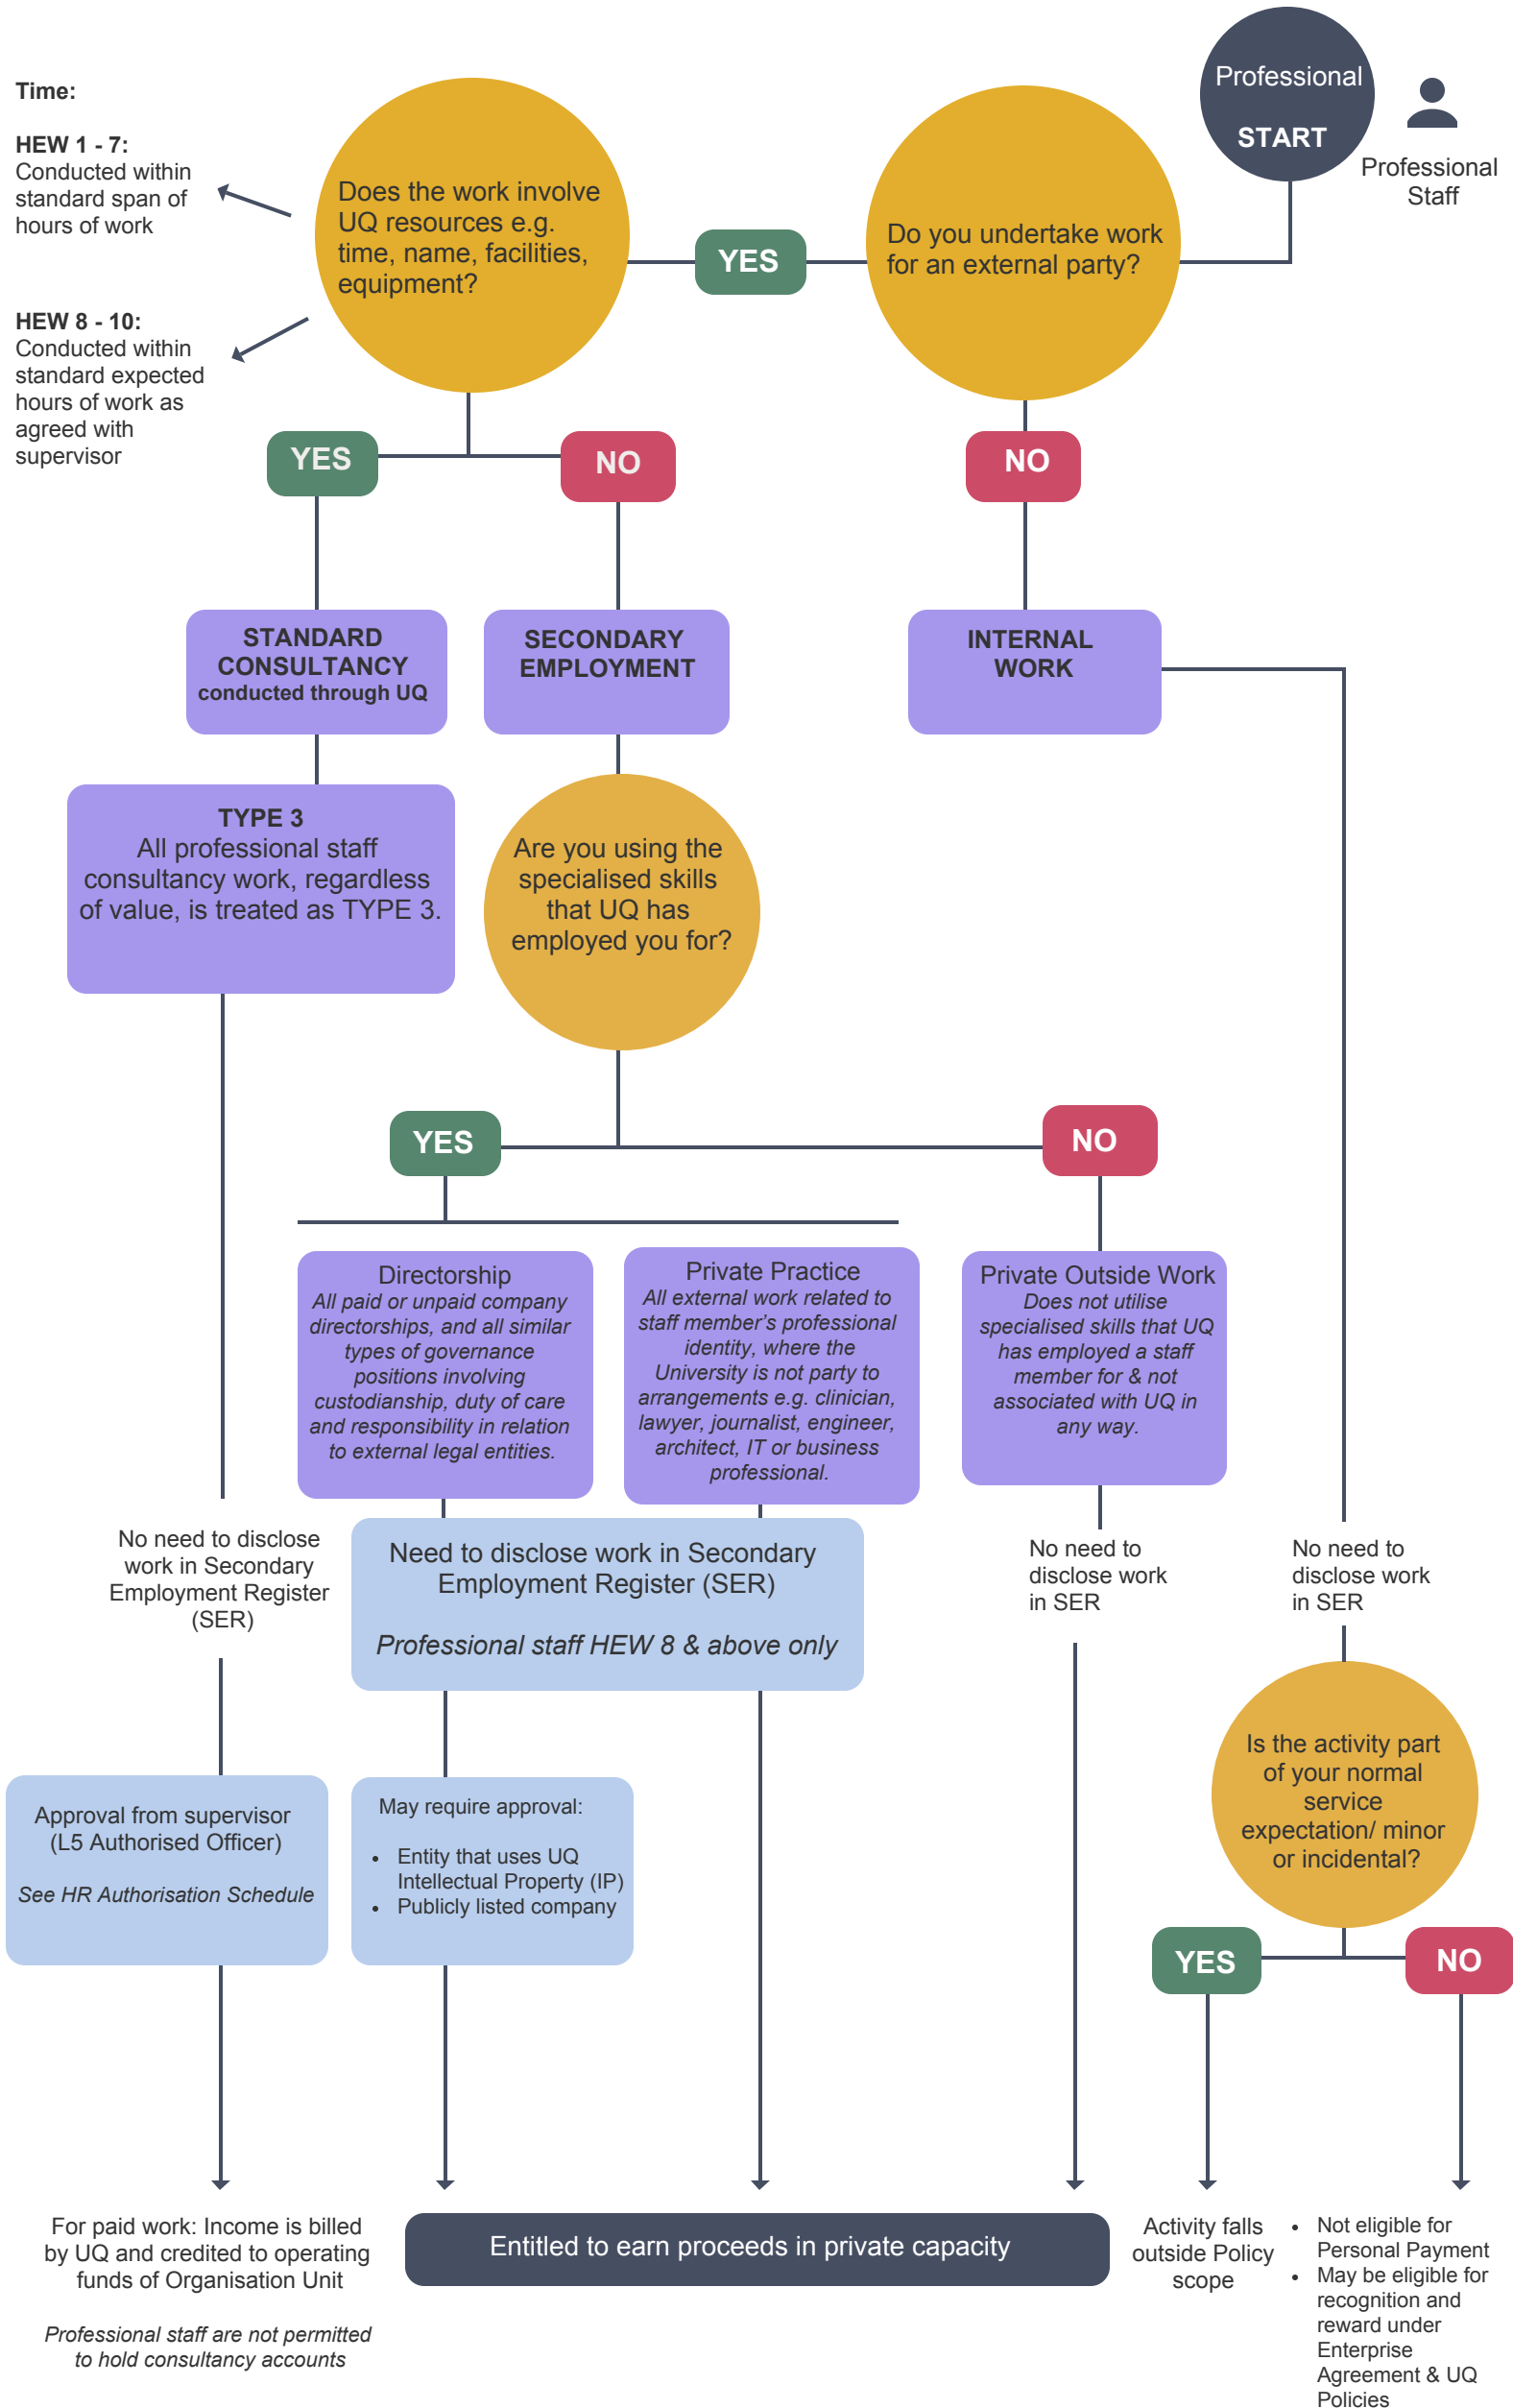 Professional
START
Professional
Staff
Time:
HEW 1 - 7:
Conducted within
standard span of
hours of work
HEW 8 - 10:
Conducted within
standard expected
hours of work as
agreed with
supervisor
Does the work involve
UQ resources e.g.
time, name, facilities,
equipment?
YES
Do you undertake work
for an external party?
YES
NO
NO
STANDARD
CONSULTANCY
conducted through UQ
SECONDARY
EMPLOYMENT
INTERNAL
WORK
TYPE 3
All professional staff
consultancy work, regardless
of value, is treated as TYPE 3.
Are you using the
specialised skills
that UQ has
employed you for?
YES
NO
Directorship
All paid or unpaid company
directorships, and all similar
types of governance
positions involving
custodianship, duty of care
and responsibility in relation
to external legal entities.
Private Practice
All external work related to
staff member's professional
identity, where the
University is not party to
arrangements e.g. clinician,
lawyer, journalist, engineer,
architect, IT or business
professional.
Private Outside Work
Does not utilise
specialised skills that UQ
has employed a staff
member for & not
associated with UQ in
any way.
No need to disclose
work in Secondary
Employment Register
(SER)
Need to disclose work in Secondary
Employment Register (SER)
Professional staff HEW 8 & above only
No need to
disclose work
in SER
No need to
disclose work
in SER
Is the activity part
of your normal
service
expectation/ minor
or incidental?
Approval from supervisor
(L5 Authorised Officer)
See HR Authorisation Schedule
May require approval:
• Entity that uses UQ
Intellectual Property (IP)
• Publicly listed company
YES
NO
For paid work: Income is billed
by UQ and credited to operating
funds of Organisation Unit
Professional staff are not permitted
to hold consultancy accounts
Entitled to earn proceeds in private capacity
Activity falls
outside Policy
scope
• Not eligible for
Personal Payment
• May be eligible for
recognition and
reward under
Enterprise
Agreement & UQ
Policies